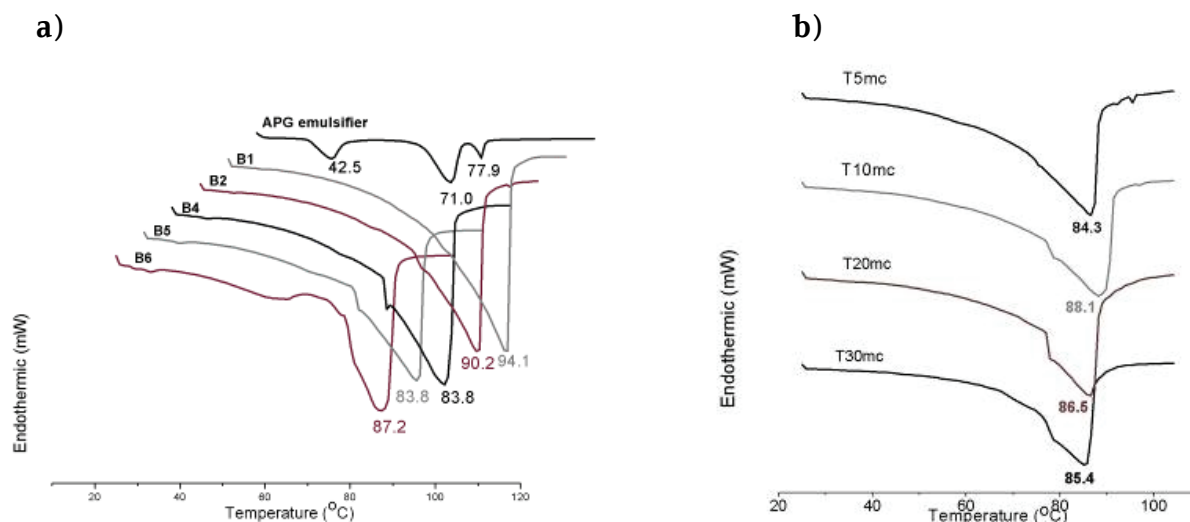 a)
APG emulsifier
B1
42.5
77.9
B2
71.0
B4
B5
B6
90.2
94.1
83.8
83.8
87.2
Endothermic (mW)
20 40 60 80 100 120
Temperature (°C)
b)
T5mc
84.3
T10mc
T20mc
88.1
T30mc
86.5
85.4
Endothermic (mW)
20 40 60 80 100
Temperature (°C)